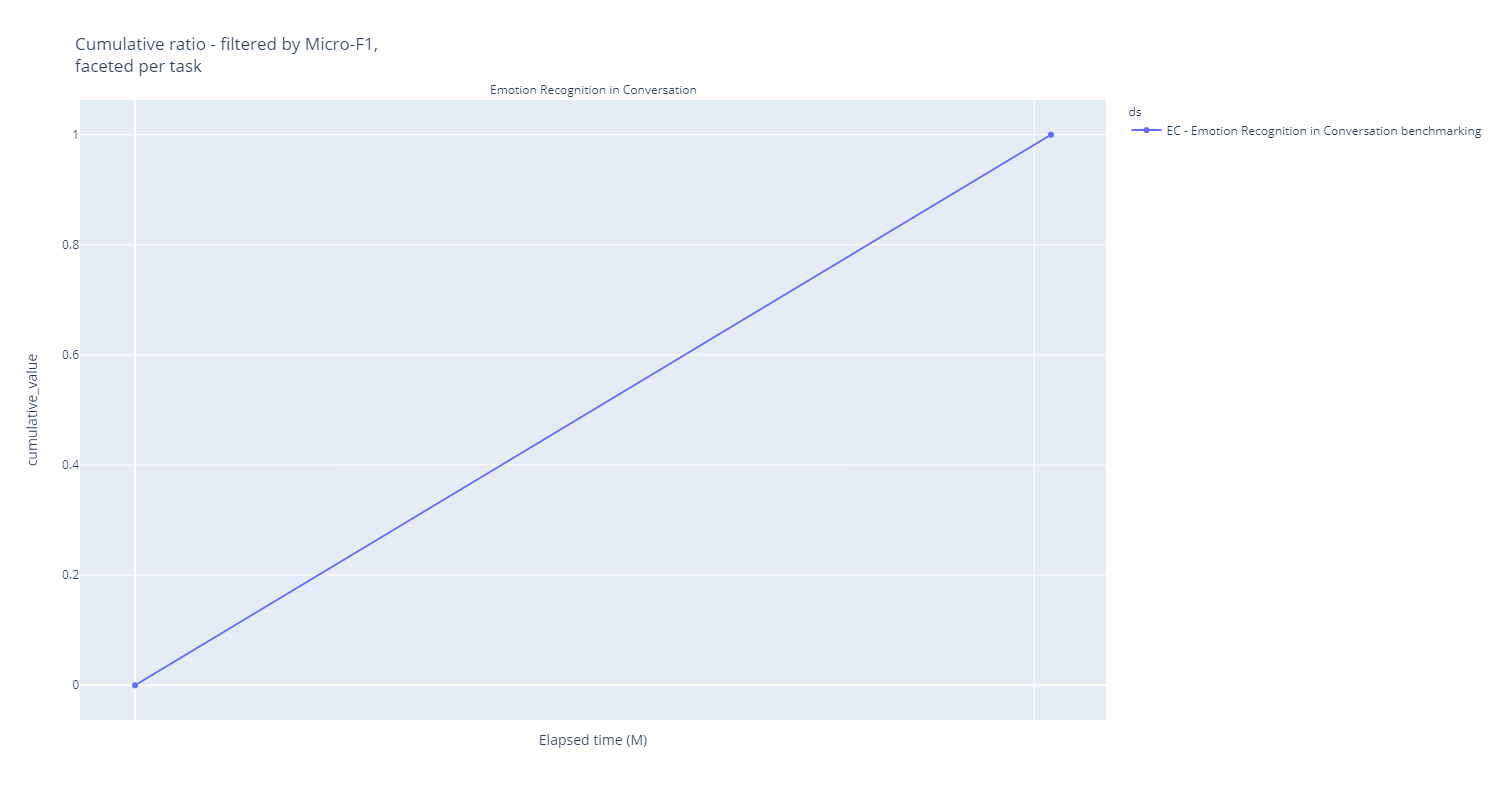 Cumulative ratio - filtered by Micro-F1,
faceted per task
Emotion Recognition in Conversation
ds
EC - Emotion Recognition in Conversation benchmarking
1
0.8
0.6
0.4
0.2
0
cumulative_value
Elapsed time (M)